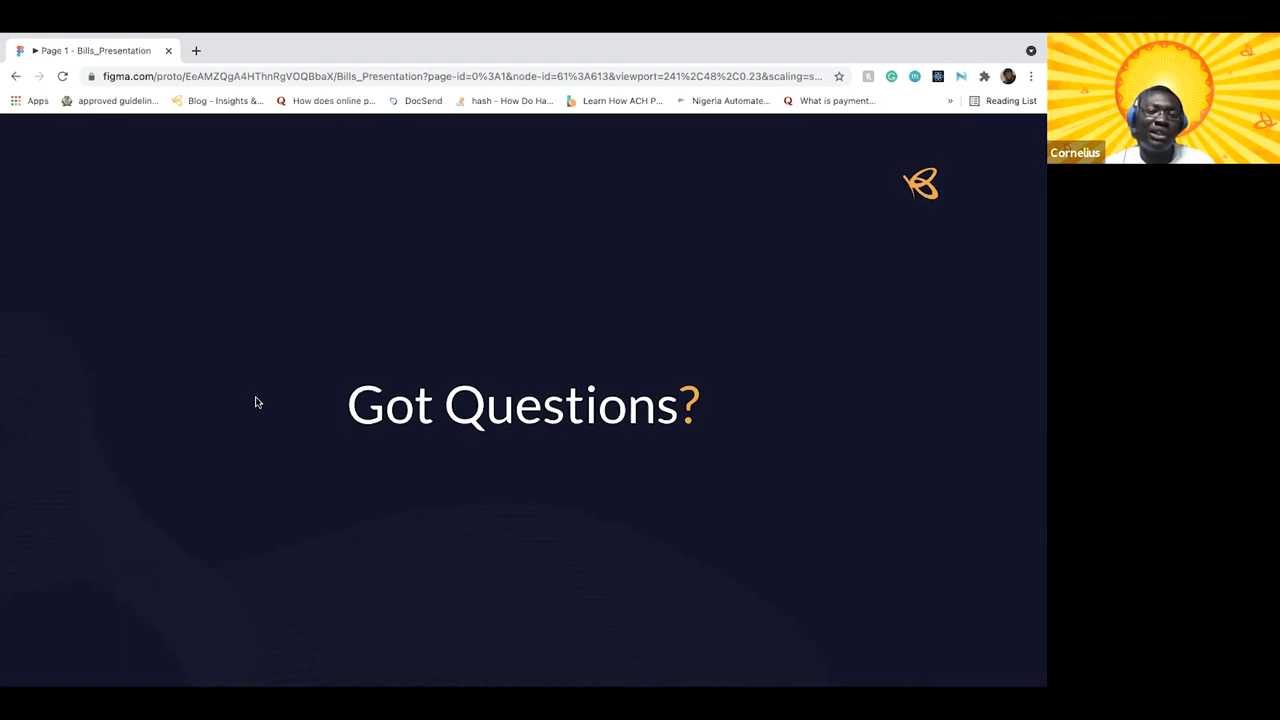 Page 1 - Bills_Presentation
figma.com/proto/EeAMZQgA4HThnRgVOQBbaX/Bills_Presentation?page-id=0%3A1&node-id=61%3A613&viewport=241%2C48%2C0.23&scaling=s...
Apps approved guidelin... Blog - Insights &... How does online p... DocSend hash - How Do Ha... Learn How ACH P... Nigeria Automate... What is payment... » Reading List
Cornelius
Got Questions?